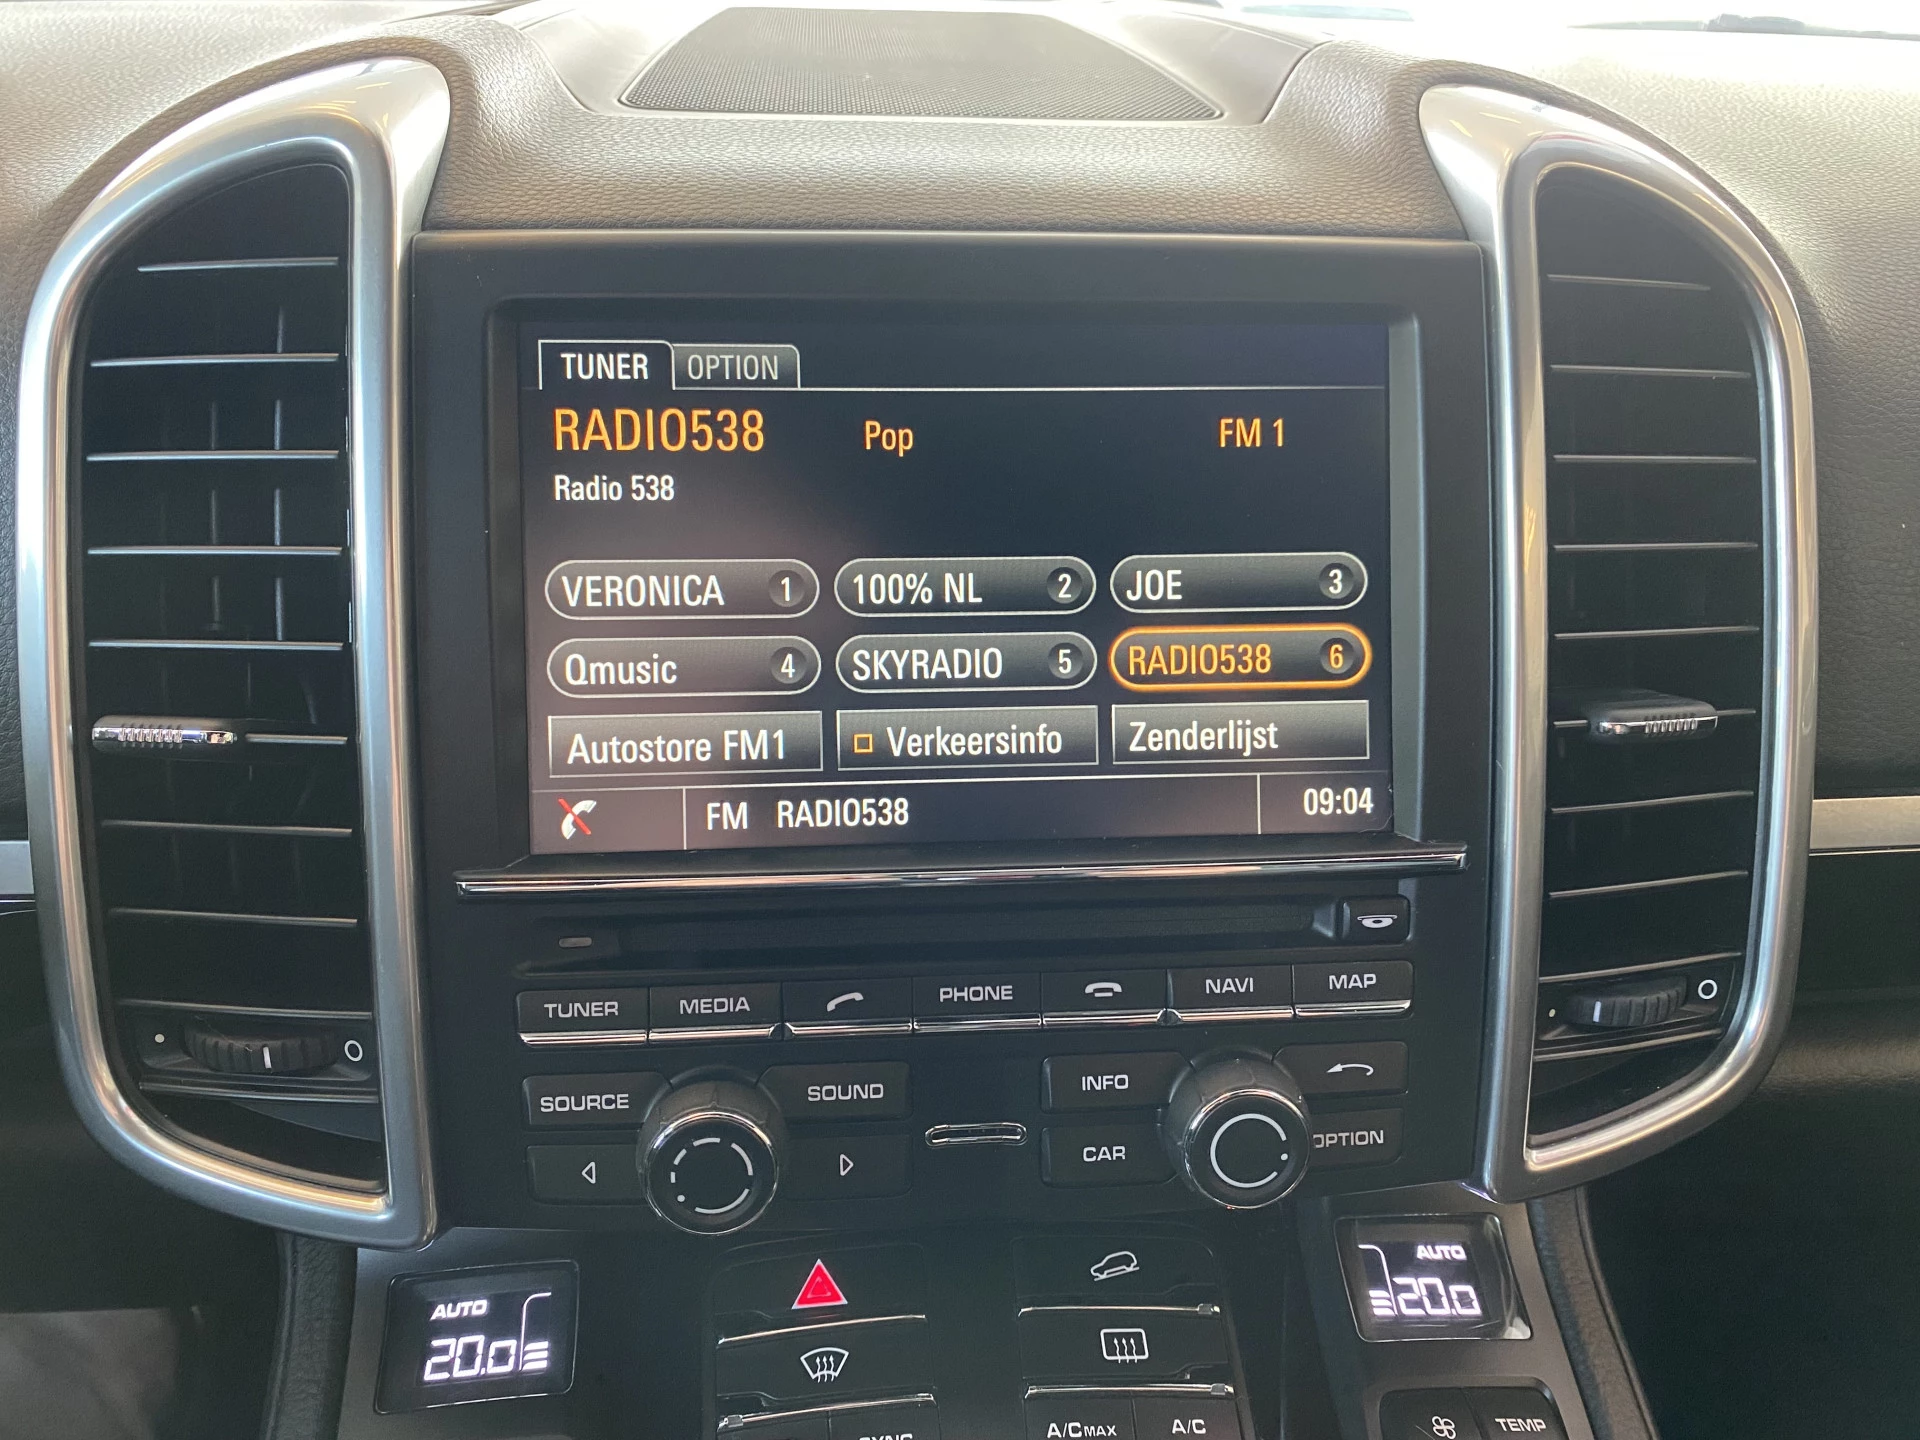 TUNER OPTION
RADIO538 Pop FM 1
Radio 538
VERONICA 1 100% NL 2 JOE 3
Qmusic 4 SKYRADIO 5 RADIO538 6
Autostore FM1 Verkeersinfo Zenderlijst
FM RADIO538 09:04
TUNER MEDIA PHONE NAVI MAP
SOURCE SOUND INFO
CAR OPTION
AUTO
20.0
AUTO
20.0
A/C MAX A/C TEMP